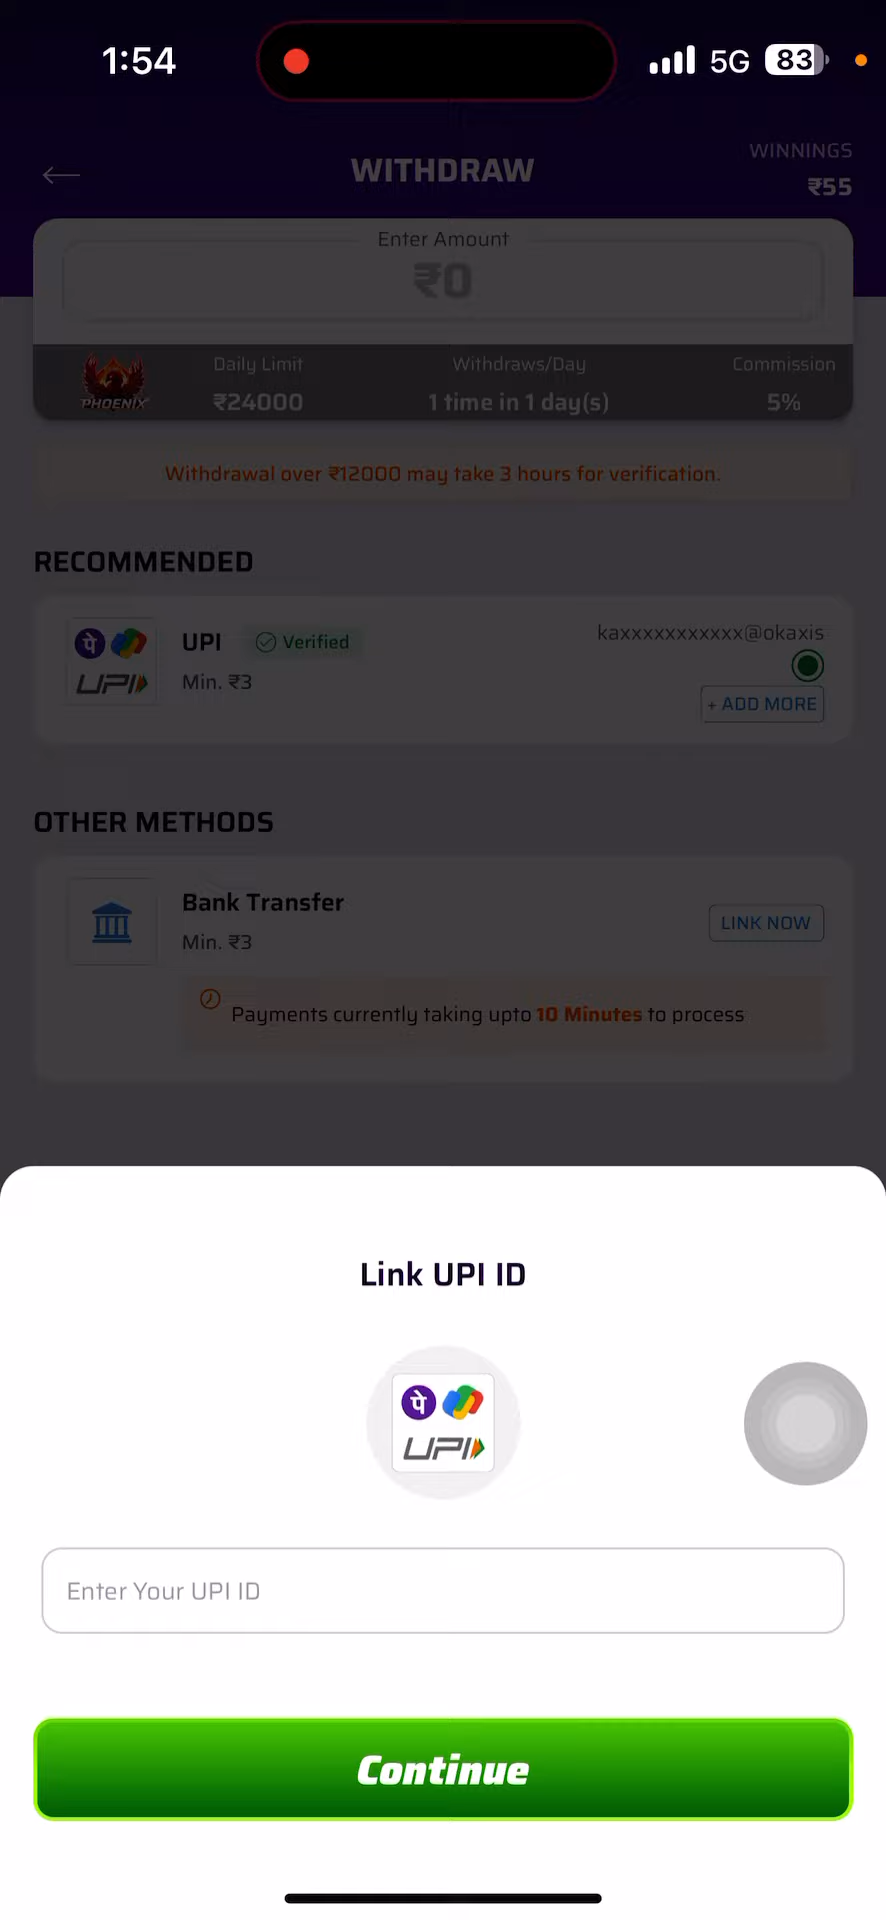 1:54
5G
83
WITHDRAW
WINNINGS
₹55
Enter Amount
₹0
PHOENIX
Daily Limit
₹24000
Withdraws/Day
1 time in 1 day(s)
Commission
5%
Withdrawal over ₹12000 may take 3 hours for verification.
RECOMMENDED
पे
UPI
UPI
Verified
Min. ₹3
kaxxxxxxxxxxx@okaxis
+ ADD MORE
OTHER METHODS
Bank Transfer
Min. ₹3
LINK NOW
Payments currently taking upto 10 Minutes to process
Link UPI ID
पे
UPI
Enter Your UPI ID
Continue